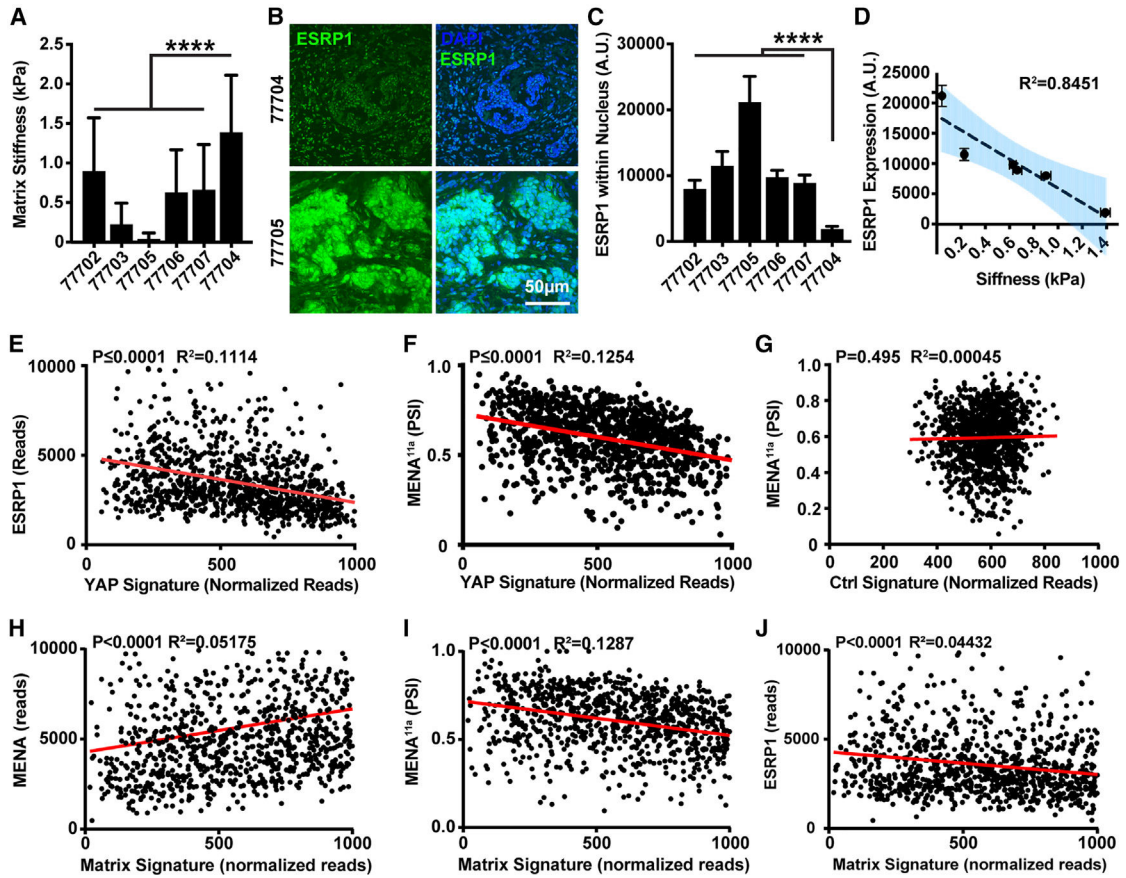 A
Matrix Stiffness (kPa)
2.5
2.0
1.5
1.0
0.5
0
****
77702
77703
77705
77706
77707
77704
B
ESRP1
DAPI
ESRP1
77704
77705
50µm
C
ESRP1 within Nucleus (A.U.)
30000
20000
10000
0
****
77702
77703
77705
77706
77707
77704
D
ESRP1 Expression (A.U.)
25000
20000
15000
10000
5000
0
R²=0.8451
0.2
0.4
0.6
0.8
1.0
1.2
1.4
Siffness (kPa)
E
P≤0.0001 R²=0.1114
ESRP1 (Reads)
10000
5000
0
0 500 1000
YAP Signature (Normalized Reads)
F
P≤0.0001 R²=0.1254
MENA¹¹ᵃ (PSI)
1.0
0.5
0
0 500 1000
YAP Signature (Normalized Reads)
G
P=0.495 R²=0.00045
MENA¹¹ᵃ (PSI)
1.0
0.8
0.6
0.4
0.2
0
0 200 400 600 800 1000
Ctrl Signature (Normalized Reads)
H
P<0.0001 R²=0.05175
MENA (reads)
10000
5000
0
0 500 1000
Matrix Signature (normalized reads)
I
P<0.0001 R²=0.1287
MENA¹¹ᵃ (PSI)
1.0
0.5
0.0
0 500 1000
Matrix Signature (normalized reads)
J
P<0.0001 R²=0.04432
ESRP1 (reads)
10000
5000
0
0 500 1000
Matrix Signature (normalized reads)